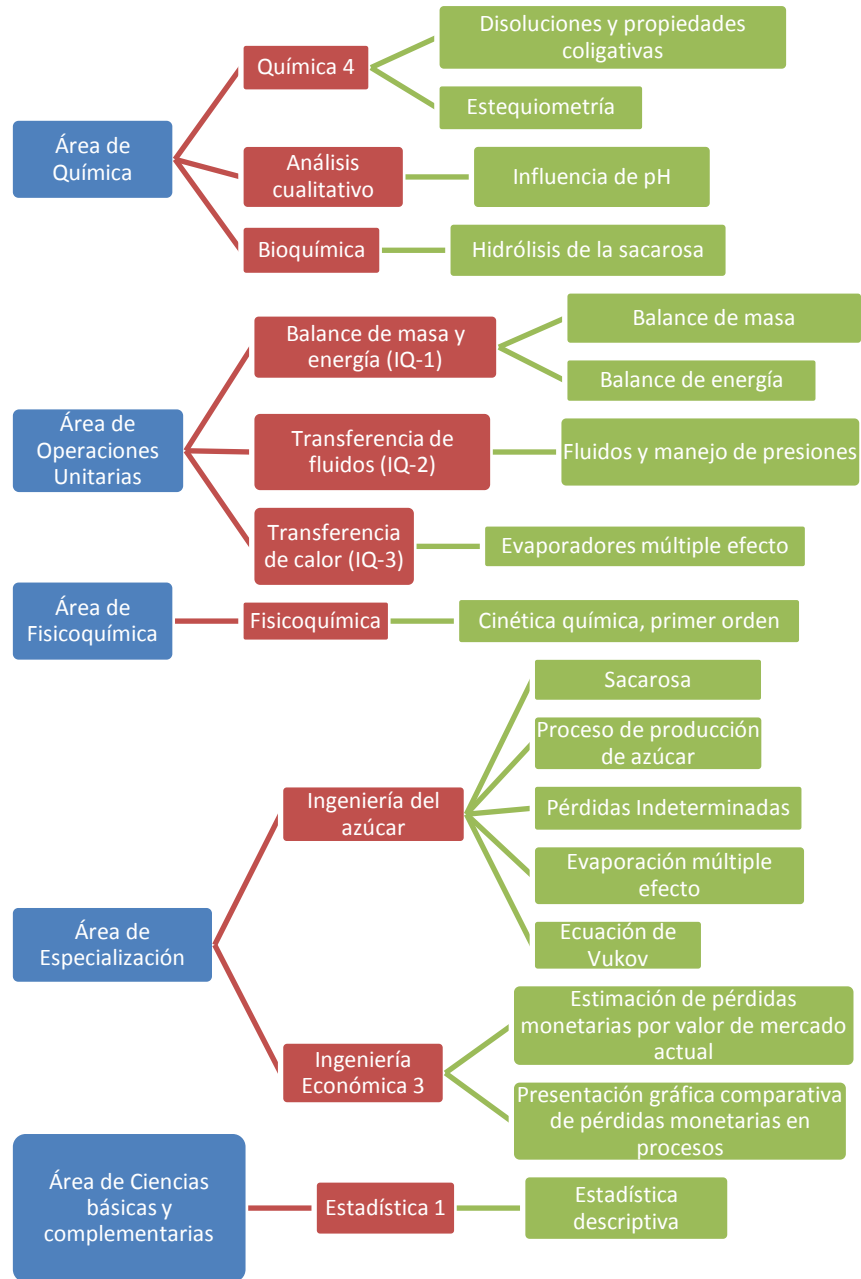 Disoluciones y propiedades
coligativas
Química 4
Estequiometría
Área de
Química
Análisis
cualitativo
Influencia de pH
Bioquímica
Hidrólisis de la sacarosa
Balance de masa y
energía (IQ-1)
Balance de masa
Balance de energía
Área de
Operaciones
Unitarias
Transferencia de
fluidos (IQ-2)
Fluidos y manejo de presiones
Transferencia
de calor (IQ-3)
Evaporadores múltiple efecto
Área de
Fisicoquímica
Fisicoquímica
Cinética química, primer orden
Sacarosa
Proceso de producción
de azúcar
Ingeniería del
azúcar
Pérdidas Indeterminadas
Evaporación múltiple
efecto
Ecuación de
Vukov
Área de
Especialización
Estimación de pérdidas
monetarias por valor de mercado
actual
Ingeniería
Económica 3
Presentación gráfica comparativa
de pérdidas monetarias en
procesos
Área de Ciencias
básicas y
complementarias
Estadística 1
Estadística
descriptiva